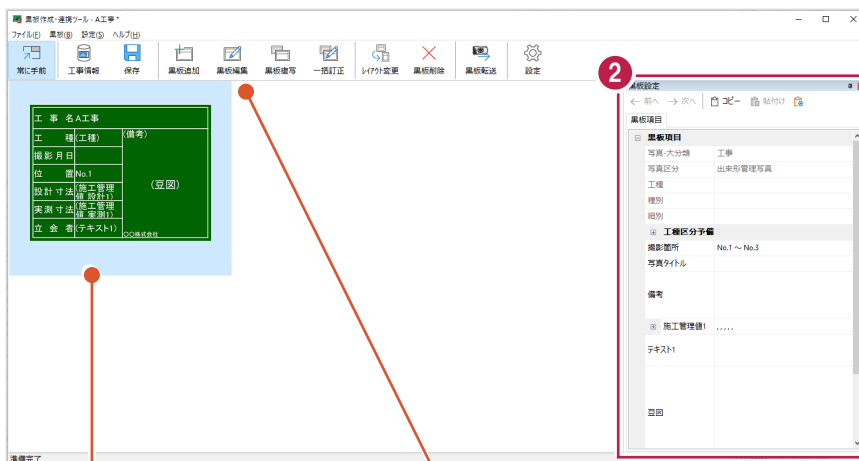 黒板作成・連携ツール - A工事 *
ファイル(F) 黒板(B) 設定(S) ヘルプ(H)
常に手前 工事情報 保存 黒板追加 黒板編集 黒板複写 一括訂正 レイアウト変更 黒板削除 黒板転送 設定
2
黒板設定
前へ 次へ コピー 貼付け
黒板項目
黒板項目
写真-大分類 工事
写真区分 出来形管理写真
工種
種別
細別
工種区分予備
撮影箇所 No.1 ～ No.3
写真タイトル
備考
施工管理値1 , , , , ,
テキスト1
豆図
工事名 A工事
工種 (工種)
(備考)
撮影月日
位置 No.1
(豆図)
設計寸法 (施工管理値_設計1)
実測寸法 (施工管理値_実測1)
立会者 (テキスト1)
〇〇株式会社
準備完了